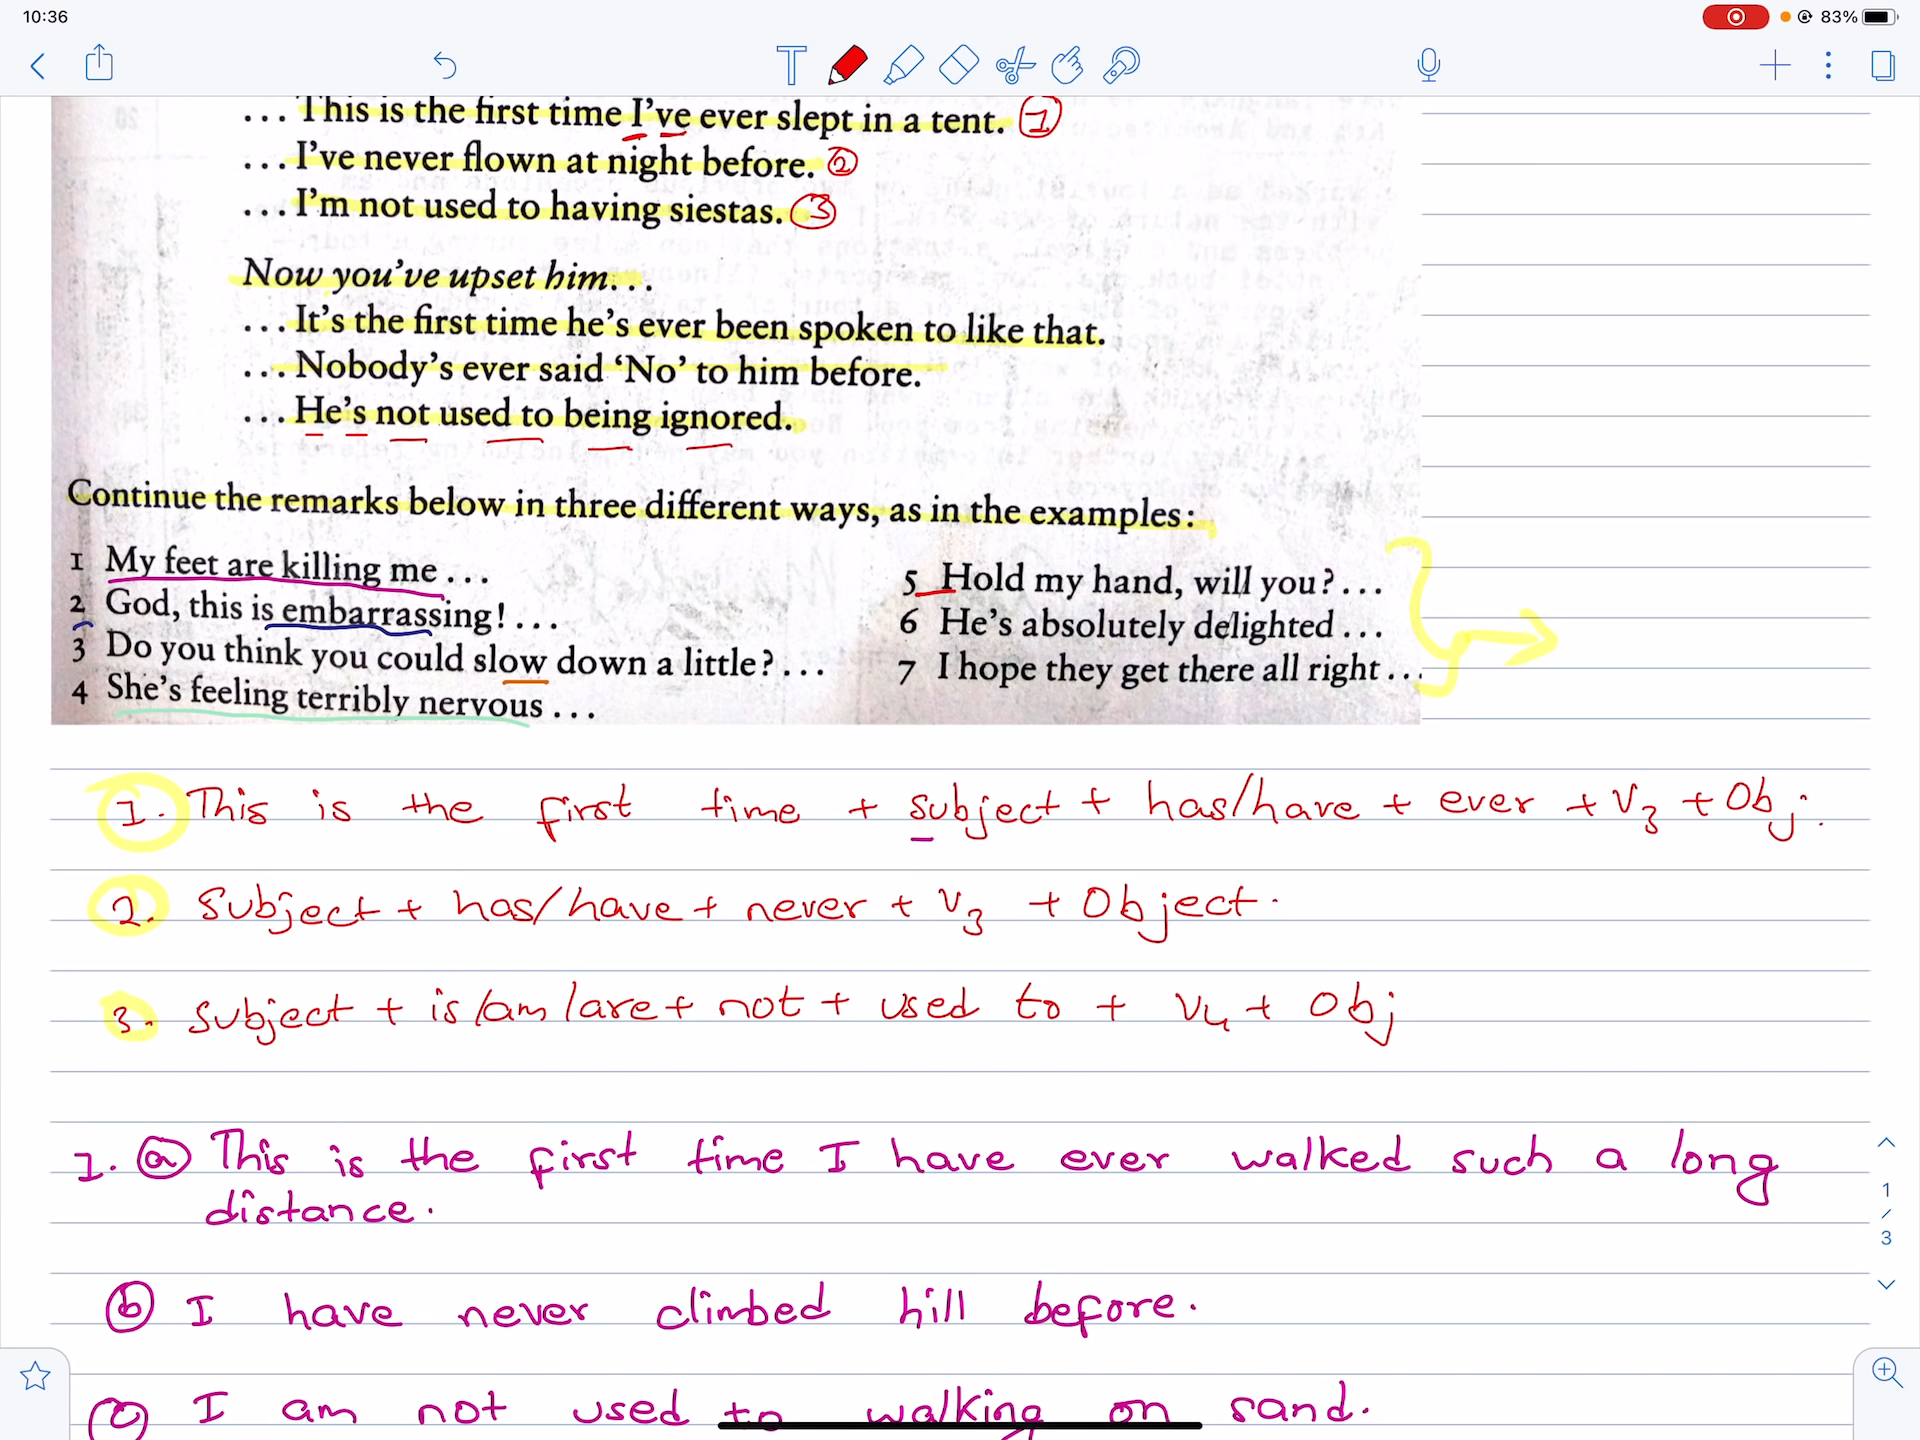 10:36
83%
... This is the first time I've ever slept in a tent. 1
... I've never flown at night before. 2
... I'm not used to having siestas. 3
Now you've upset him...
... It's the first time he's ever been spoken to like that.
... Nobody's ever said 'No' to him before.
... He's not used to being ignored.
Continue the remarks below in three different ways, as in the examples:
1 My feet are killing me ...
2 God, this is embarrassing! ...
3 Do you think you could slow down a little? ...
4 She's feeling terribly nervous ...
5 Hold my hand, will you? ...
6 He's absolutely delighted ...
7 I hope they get there all right ...
1. This is the first time + subject + has/have + ever + V3 + Obj.
2. Subject + has/have + never + V3 + Object.
3. Subject + is/am/are + not + used to + V4 + Obj
1. a This is the first time I have ever walked such a long
distance.
b I have never climbed hill before.
c I am not used to walking on sand.
1
/
3